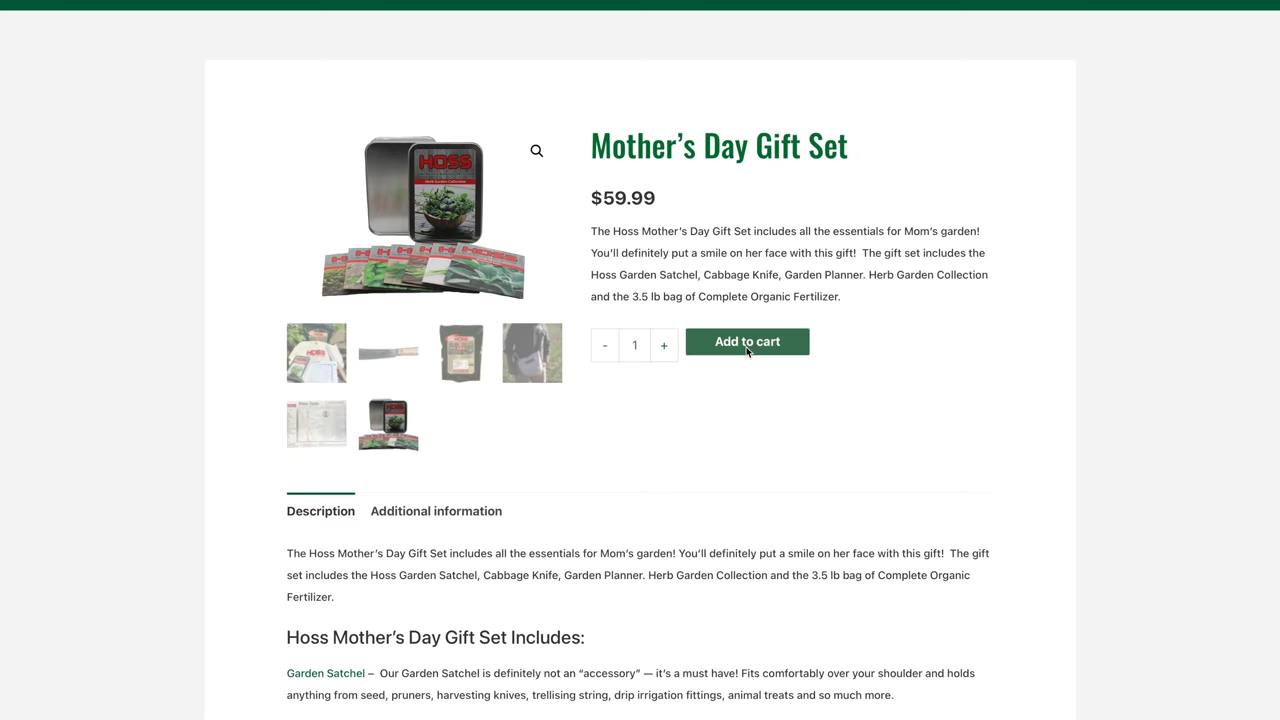 HOSS
Herb Garden Collection
Mother’s Day Gift Set
$59.99
The Hoss Mother’s Day Gift Set includes all the essentials for Mom’s garden!
You’ll definitely put a smile on her face with this gift!  The gift set includes the
Hoss Garden Satchel, Cabbage Knife, Garden Planner. Herb Garden Collection
and the 3.5 lb bag of Complete Organic Fertilizer.
- 1 + Add to cart
HOSS
HOSS
Description Additional information
The Hoss Mother’s Day Gift Set includes all the essentials for Mom’s garden! You’ll definitely put a smile on her face with this gift!  The gift
set includes the Hoss Garden Satchel, Cabbage Knife, Garden Planner. Herb Garden Collection and the 3.5 lb bag of Complete Organic
Fertilizer.
Hoss Mother’s Day Gift Set Includes:
Garden Satchel –  Our Garden Satchel is definitely not an “accessory” — it’s a must have! Fits comfortably over your shoulder and holds
anything from seed, pruners, harvesting knives, trellising string, drip irrigation fittings, animal treats and so much more.